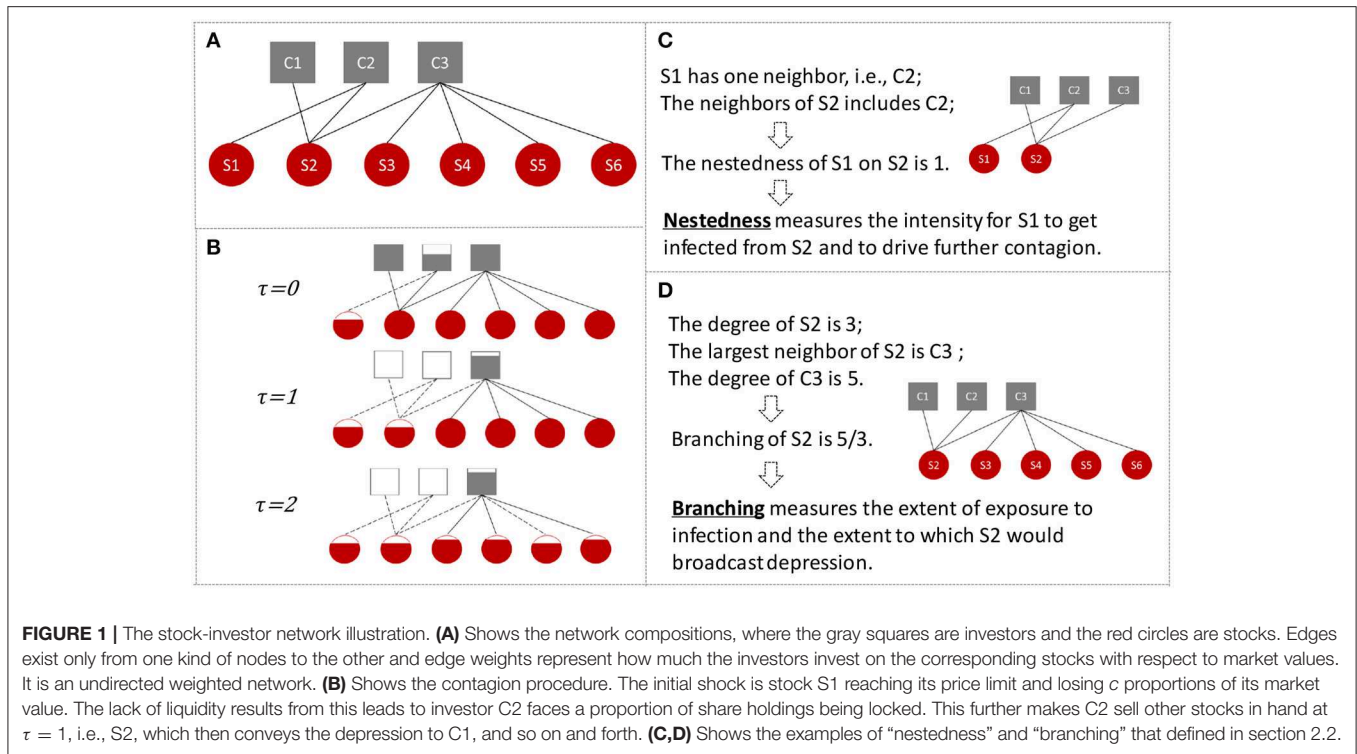 A
C1 C2 C3
S1 S2 S3 S4 S5 S6
B
τ=0
τ=1
τ=2
C
S1 has one neighbor, i.e., C2;
The neighbors of S2 includes C2;
The nestedness of S1 on S2 is 1.
Nestedness measures the intensity for S1 to get
infected from S2 and to drive further contagion.
C1 C2 C3
S1 S2
D
The degree of S2 is 3;
The largest neighbor of S2 is C3 ;
The degree of C3 is 5.
Branching of S2 is 5/3.
Branching measures the extent of exposure to
infection and the extent to which S2 would
broadcast depression.
C1 C2 C3
S2 S3 S4 S5 S6
FIGURE 1 | The stock-investor network illustration. (A) Shows the network compositions, where the gray squares are investors and the red circles are stocks. Edges
exist only from one kind of nodes to the other and edge weights represent how much the investors invest on the corresponding stocks with respect to market values.
It is an undirected weighted network. (B) Shows the contagion procedure. The initial shock is stock S1 reaching its price limit and losing c proportions of its market
value. The lack of liquidity results from this leads to investor C2 faces a proportion of share holdings being locked. This further makes C2 sell other stocks in hand at
τ = 1, i.e., S2, which then conveys the depression to C1, and so on and forth. (C,D) Shows the examples of “nestedness” and “branching” that defined in section 2.2.